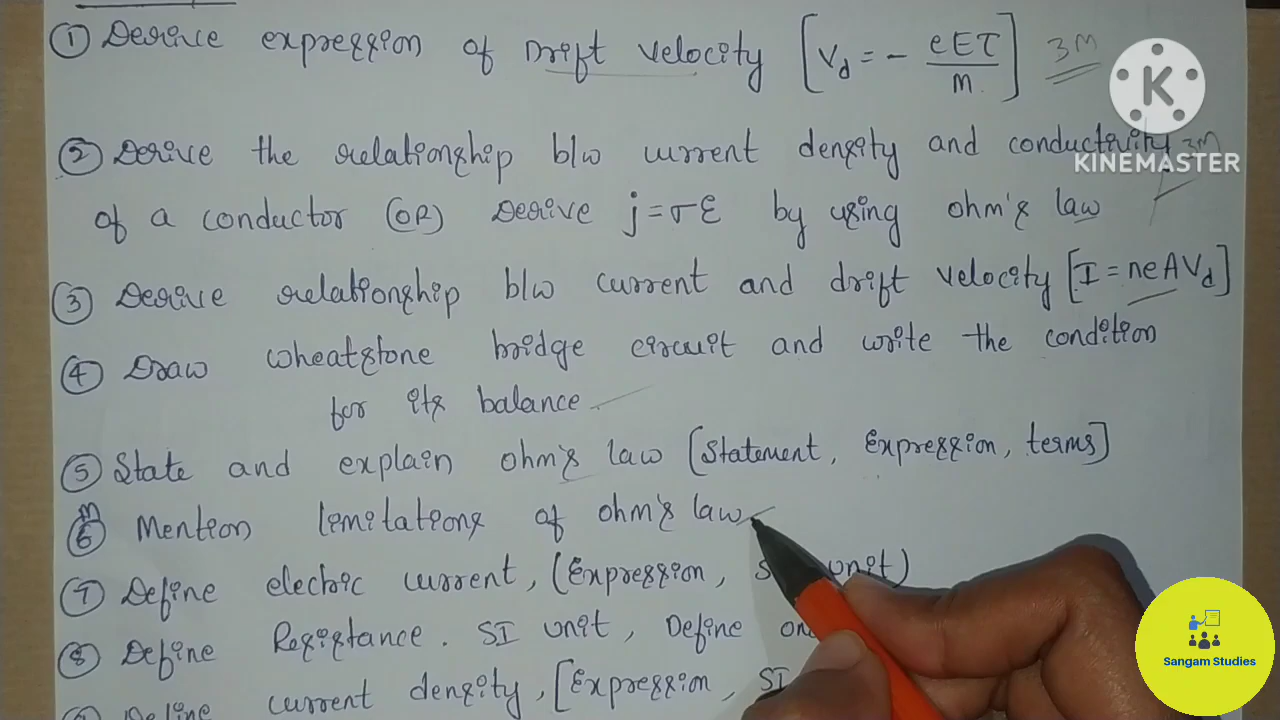 ① Derive expression of Drift velocity [Vd = - eEτ/m] 3M
② Derive the relationship b/w current density and conductivity 3M
of a conductor (OR) Derive j=σE by using ohm's law
③ Derive relationship b/w current and drift velocity [I = neAVd]
④ Draw wheatstone bridge circuit and write the condition
for its balance
⑤ State and explain ohm's law [Statement, Expression, terms]
⑥ Mention limitations of ohm's law
⑦ Define electric current, (Expression, unit)
⑧ Define Resistance. SI unit, Define
Define current density, [Expression, SI
K
KINEMASTER
Sangam Studies